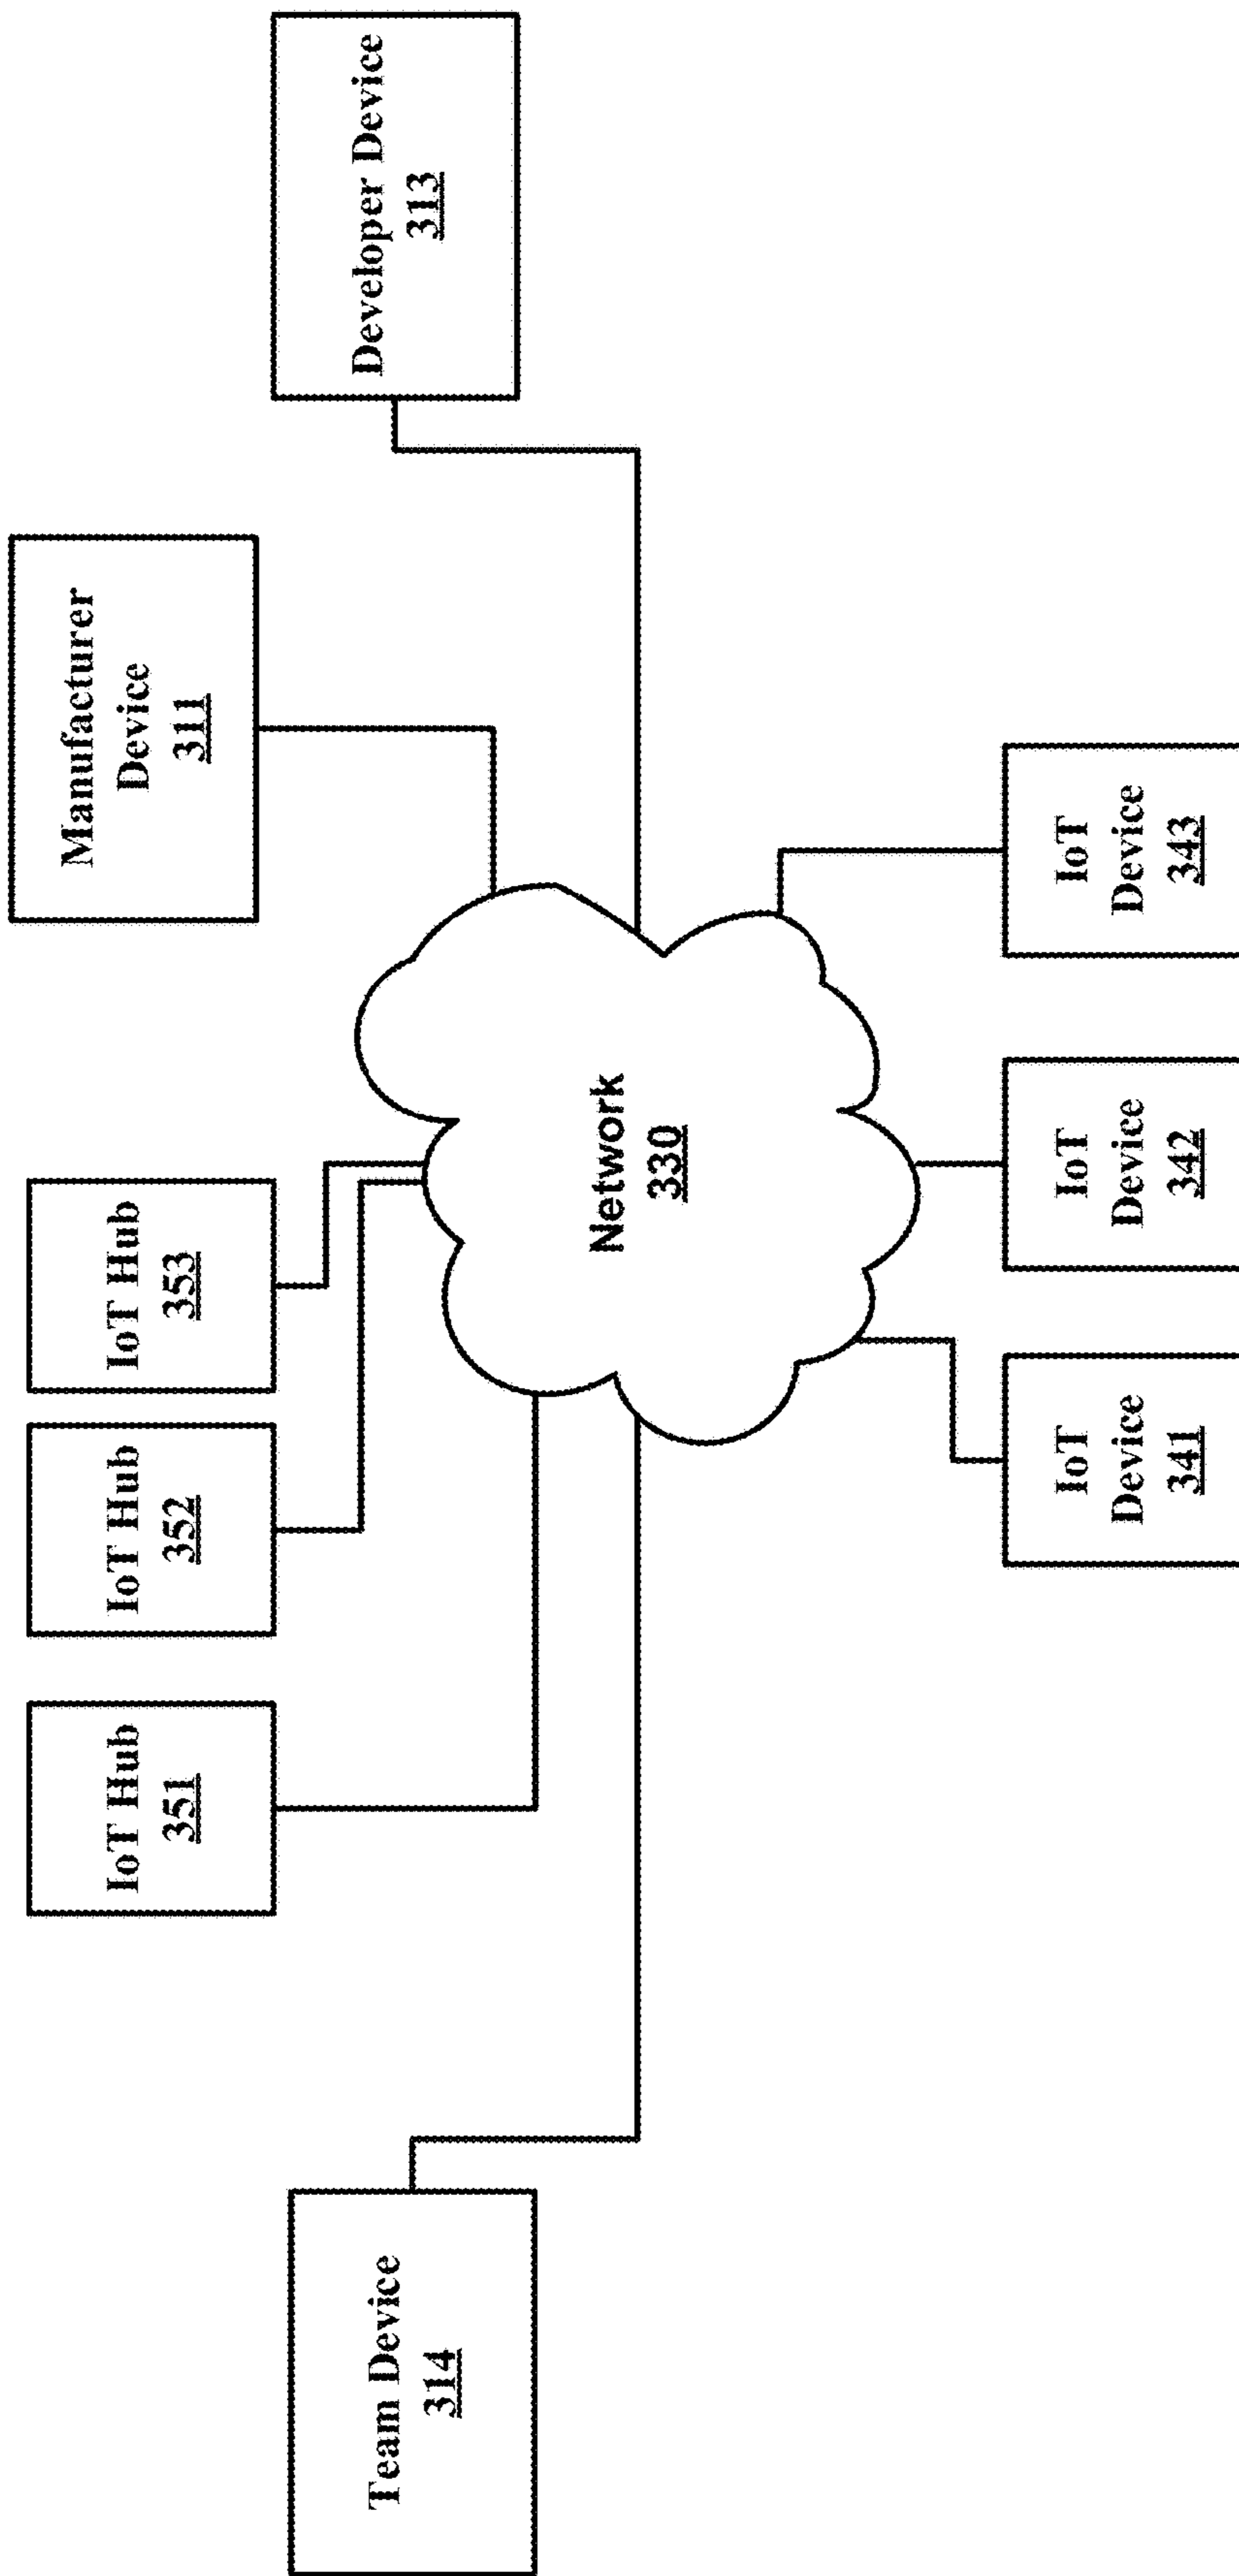 IoT Hub
351
IoT Hub
352
IoT Hub
353
Manufacturer
Device
311
Team Device
314
Developer Device
313
Network
330
IoT
Device
341
IoT
Device
342
IoT
Device
343